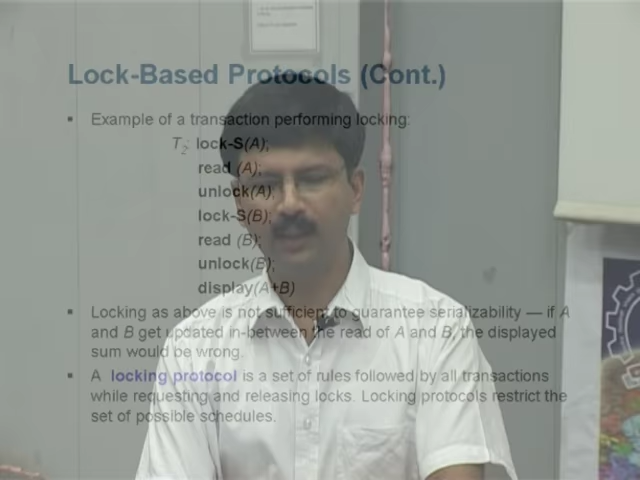 Lock-Based Protocols (Cont.)
▪ Example of a transaction performing locking:
T2: lock-S(A);
read (A);
unlock(A);
lock-S(B);
read (B);
unlock(B);
display(A+B)
▪ Locking as above is not sufficient to guarantee serializability — if A
and B get updated in-between the read of A and B, the displayed
sum would be wrong.
▪ A locking protocol is a set of rules followed by all transactions
while requesting and releasing locks. Locking protocols restrict the
set of possible schedules.